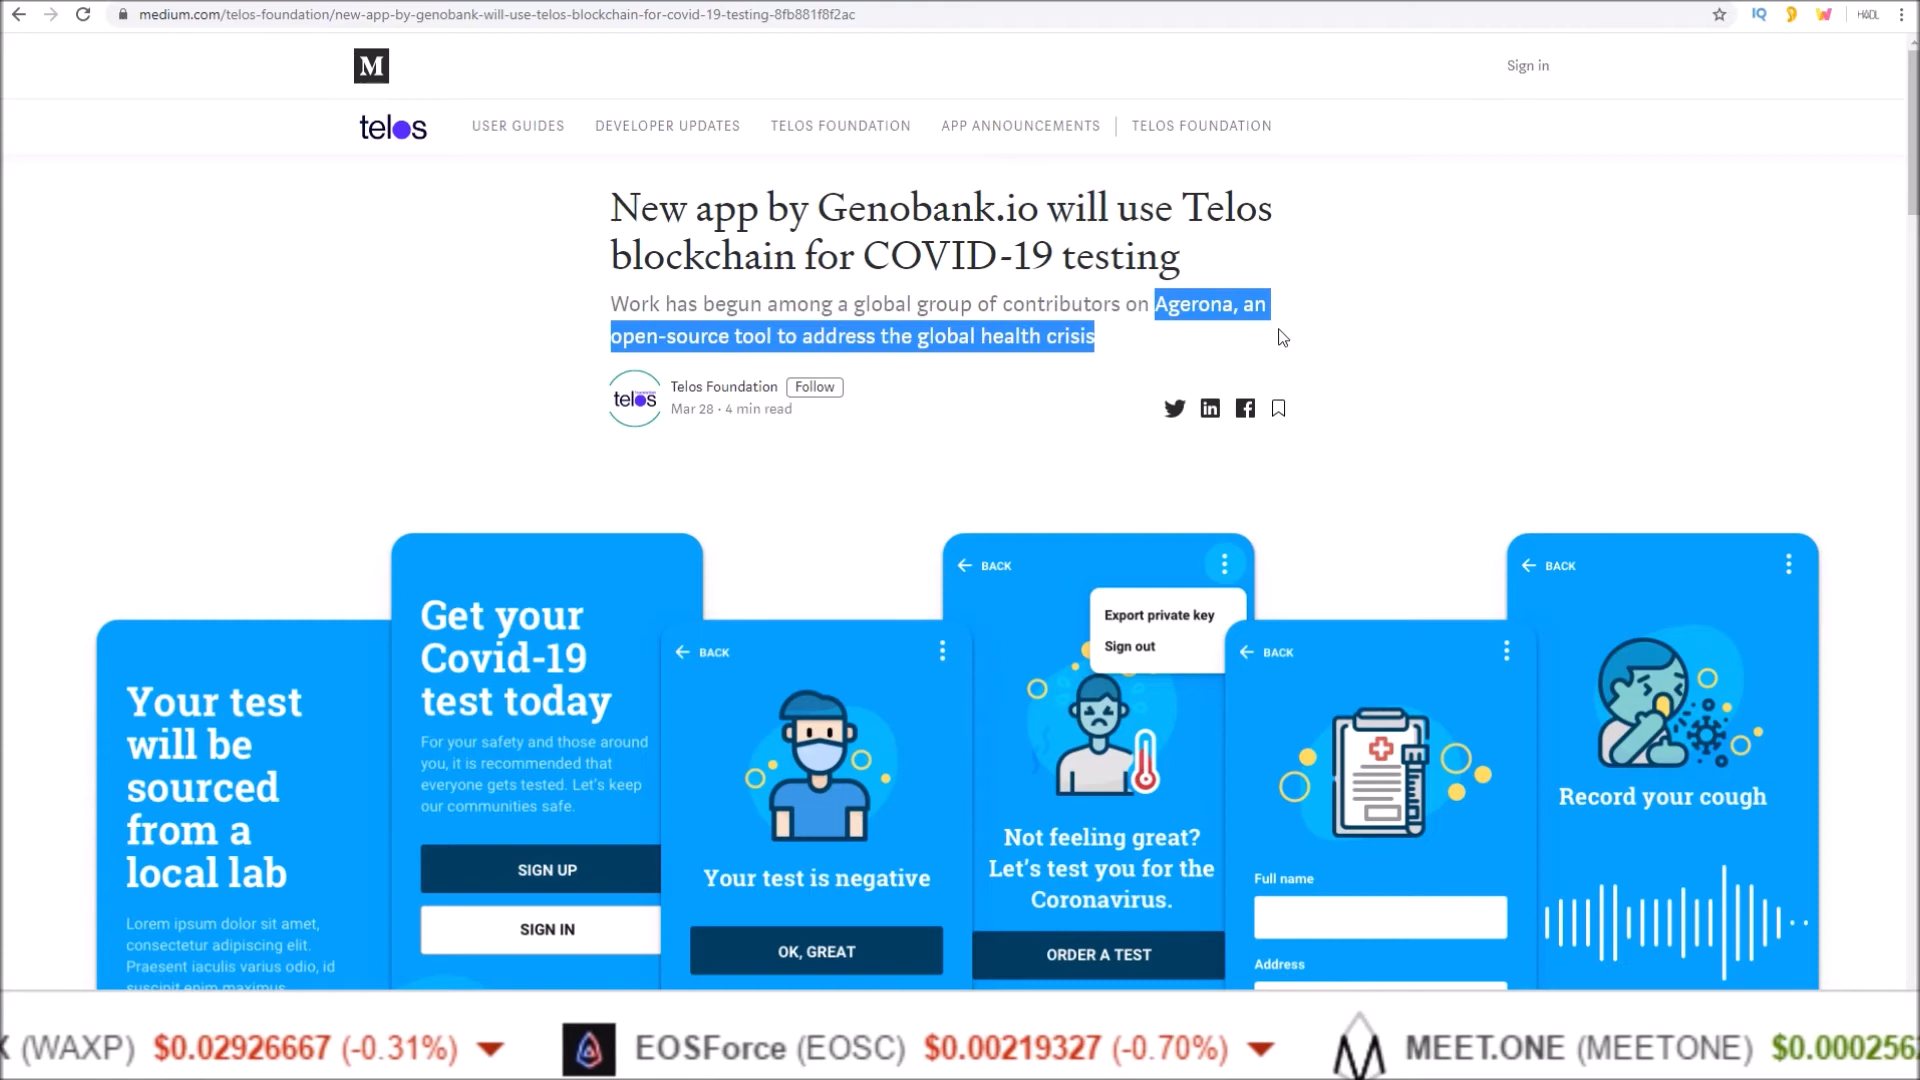 medium.com/telos-foundation/new-app-by-genobank-will-use-telos-blockchain-for-covid-19-testing-8fb881f8f2ac
IQ
HADL
M
Sign in
telos
USER GUIDES
DEVELOPER UPDATES
TELOS FOUNDATION
APP ANNOUNCEMENTS
TELOS FOUNDATION
New app by Genobank.io will use Telos
blockchain for COVID-19 testing
Work has begun among a global group of contributors on Agerona, an
open-source tool to address the global health crisis
telos
Telos Foundation
Follow
Mar 28 · 4 min read
Your test
will be
sourced
from a
local lab
Lorem ipsum dolor sit amet,
consectetur adipiscing elit.
Praesent iaculis varius odio, id
suscipit enim maximus
Get your
Covid-19
test today
For your safety and those around
you, it is recommended that
everyone gets tested. Let's keep
our communities safe.
SIGN UP
SIGN IN
BACK
Your test is negative
OK, GREAT
BACK
Export private key
Sign out
Not feeling great?
Let's test you for the
Coronavirus.
ORDER A TEST
BACK
Full name
Address
BACK
Record your cough
X (WAXP) $0.02926667 (-0.31%)
EOSForce (EOSC) $0.00219327 (-0.70%)
MEET.ONE (MEETONE) $0.000256